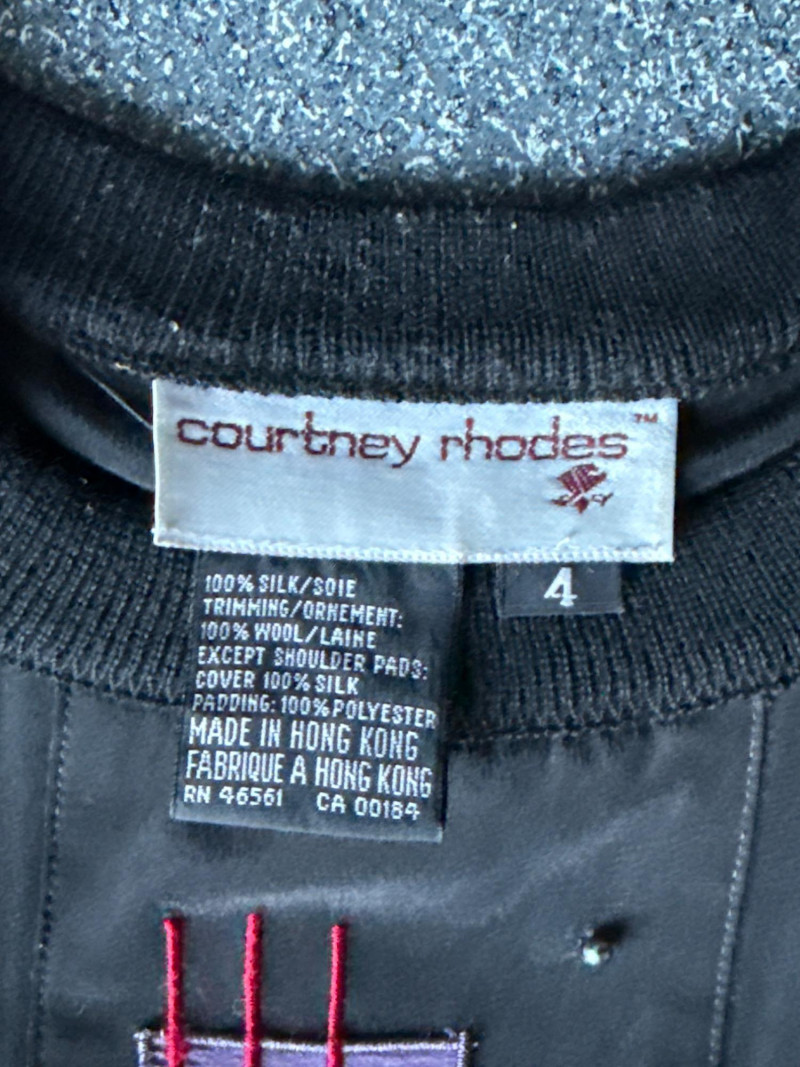 courtney rhodes™
4
100% SILK/SOIE
TRIMMING/ORNEMENT:
100% WOOL/LAINE
EXCEPT SHOULDER PADS:
COVER 100% SILK
PADDING: 100% POLYESTER
MADE IN HONG KONG
FABRIQUE A HONG KONG
RN 46561 CA 00184